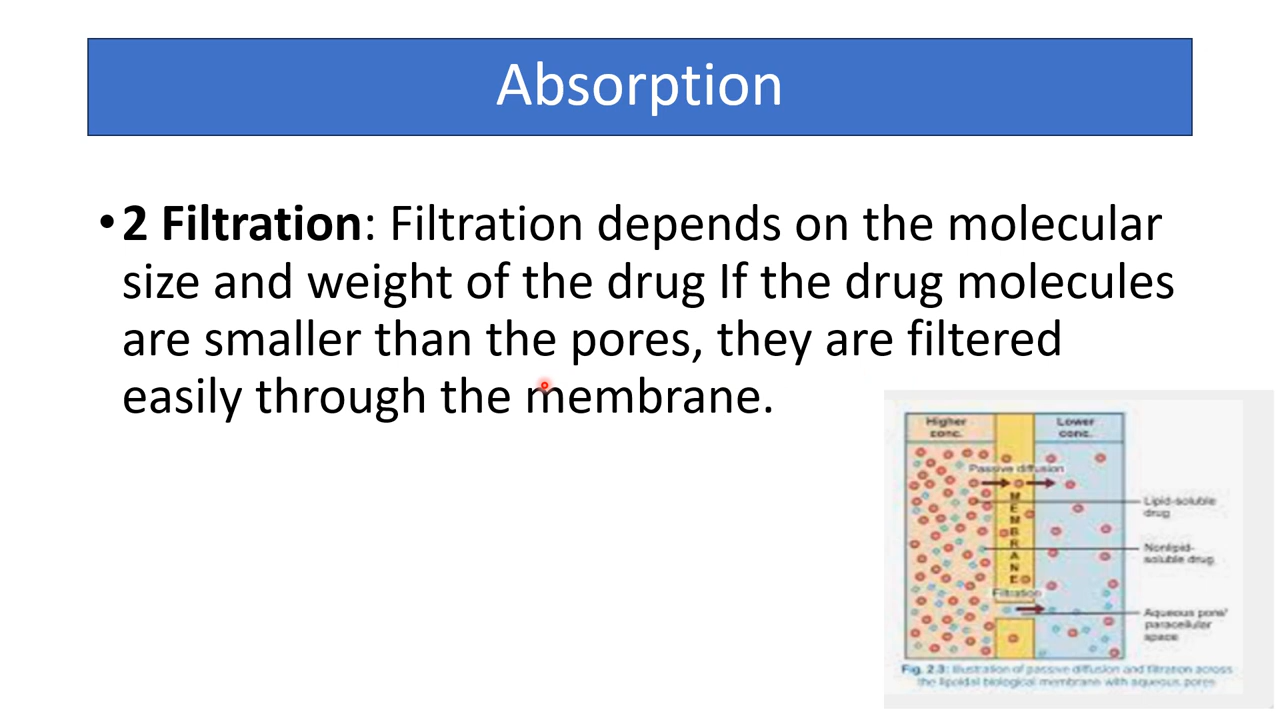 Absorption
•2 Filtration: Filtration depends on the molecular
size and weight of the drug If the drug molecules
are smaller than the pores, they are filtered
easily through the membrane.
Higher
conc.
Lower
conc.
Passive diffusion
MEMBRANE
Lipid-soluble
drug
Nonlipid-
soluble drug
Filtration
Aqueous pore/
paracellular
space
Fig. 2.3: Illustration of passive diffusion and filtration across
the lipoidal biological membrane with aqueous pores